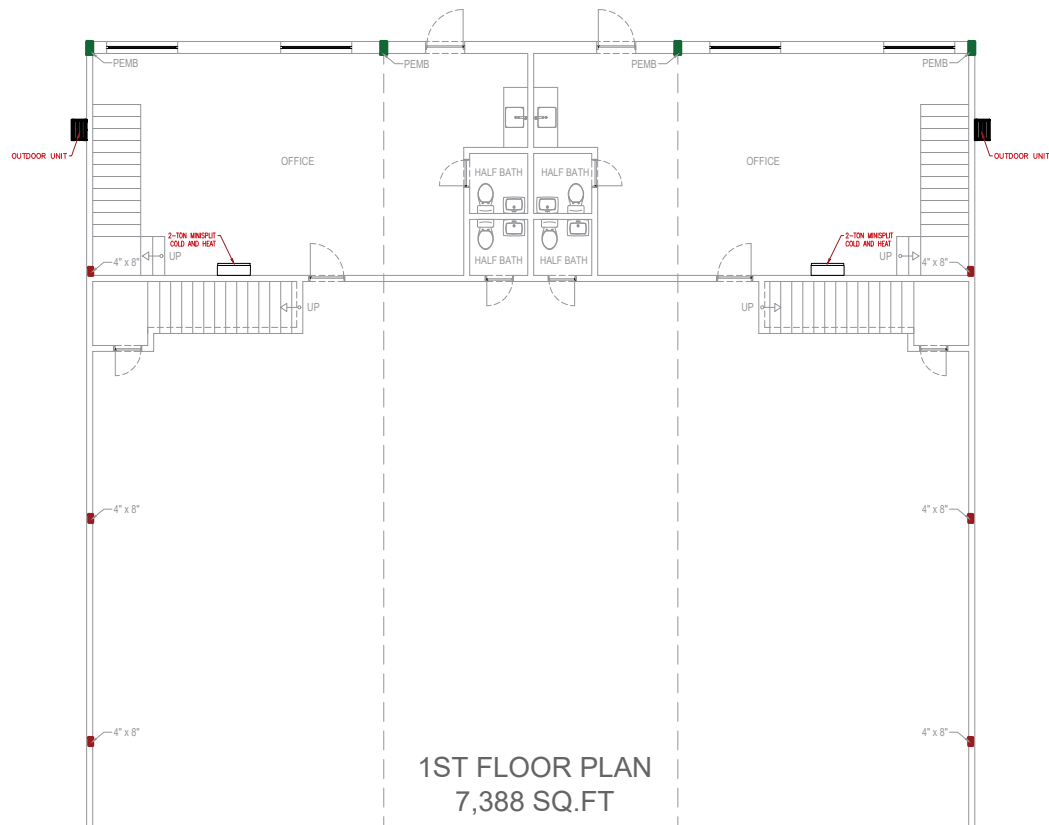 PEMB
PEMB
PEMB
PEMB
OUTDOOR UNIT
OFFICE
OFFICE
OUTDOOR UNIT
HALF BATH
HALF BATH
2-TON MINISPLIT
COLD AND HEAT
2-TON MINISPLIT
COLD AND HEAT
UP
UP
4" x 8"
HALF BATH
HALF BATH
4" x 8"
UP
UP
4" x 8"
4" x 8"
4" x 8"
4" x 8"
1ST FLOOR PLAN
7,388 SQ.FT